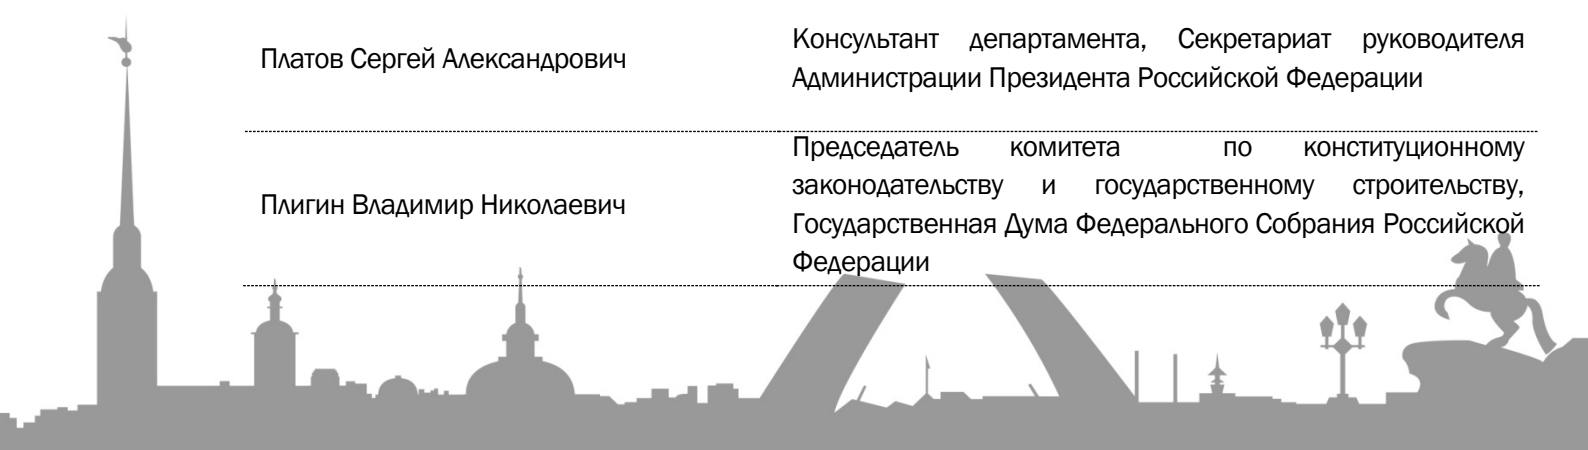 Платов Сергей Александрович
Консультант департамента, Секретариат руководителя
Администрации Президента Российской Федерации
Плигин Владимир Николаевич
Председатель комитета по конституционному
законодательству и государственному строительству,
Государственная Дума Федерального Собрания Российской
Федерации